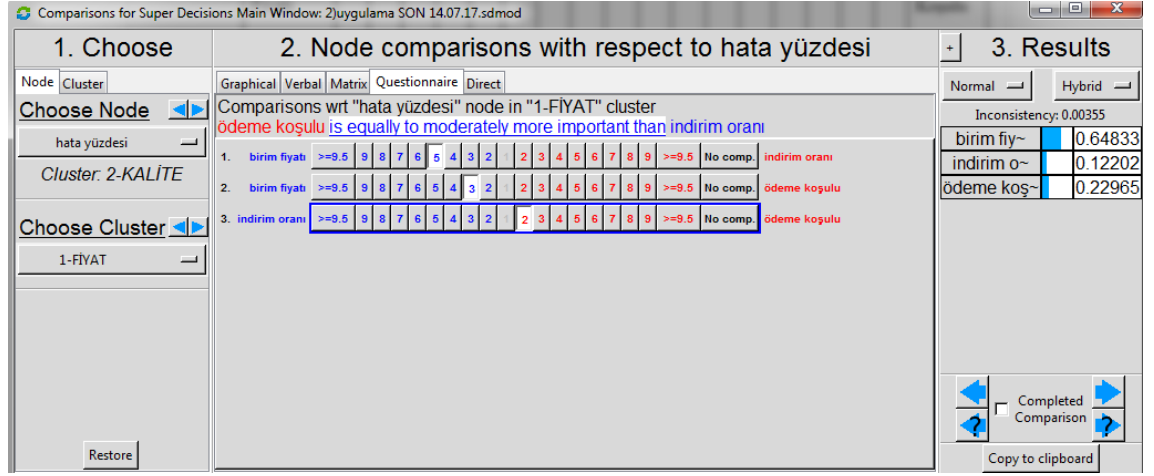 Comparisons for Super Decisions Main Window: 2)uygulama SON 14.07.17.sdmod
1. Choose
Node Cluster
Choose Node
hata yüzdesi
Cluster: 2-KALİTE
Choose Cluster
1-FİYAT
Restore
2. Node comparisons with respect to hata yüzdesi
Graphical Verbal Matrix Questionnaire Direct
Comparisons wrt "hata yüzdesi" node in "1-FİYAT" cluster
ödeme koşulu is equally to moderately more important than indirim oranı
1. birim fiyatı >=9.5 9 8 7 6 5 4 3 2 1 2 3 4 5 6 7 8 9 >=9.5 No comp. indirim oranı
2. birim fiyatı >=9.5 9 8 7 6 5 4 3 2 1 2 3 4 5 6 7 8 9 >=9.5 No comp. ödeme koşulu
3. indirim oranı >=9.5 9 8 7 6 5 4 3 2 1 2 3 4 5 6 7 8 9 >=9.5 No comp. ödeme koşulu
+ 3. Results
Normal Hybrid
Inconsistency: 0.00355
birim fiy~ 0.64833
indirim o~ 0.12202
ödeme koş~ 0.22965
Completed
Comparison
? ?
Copy to clipboard